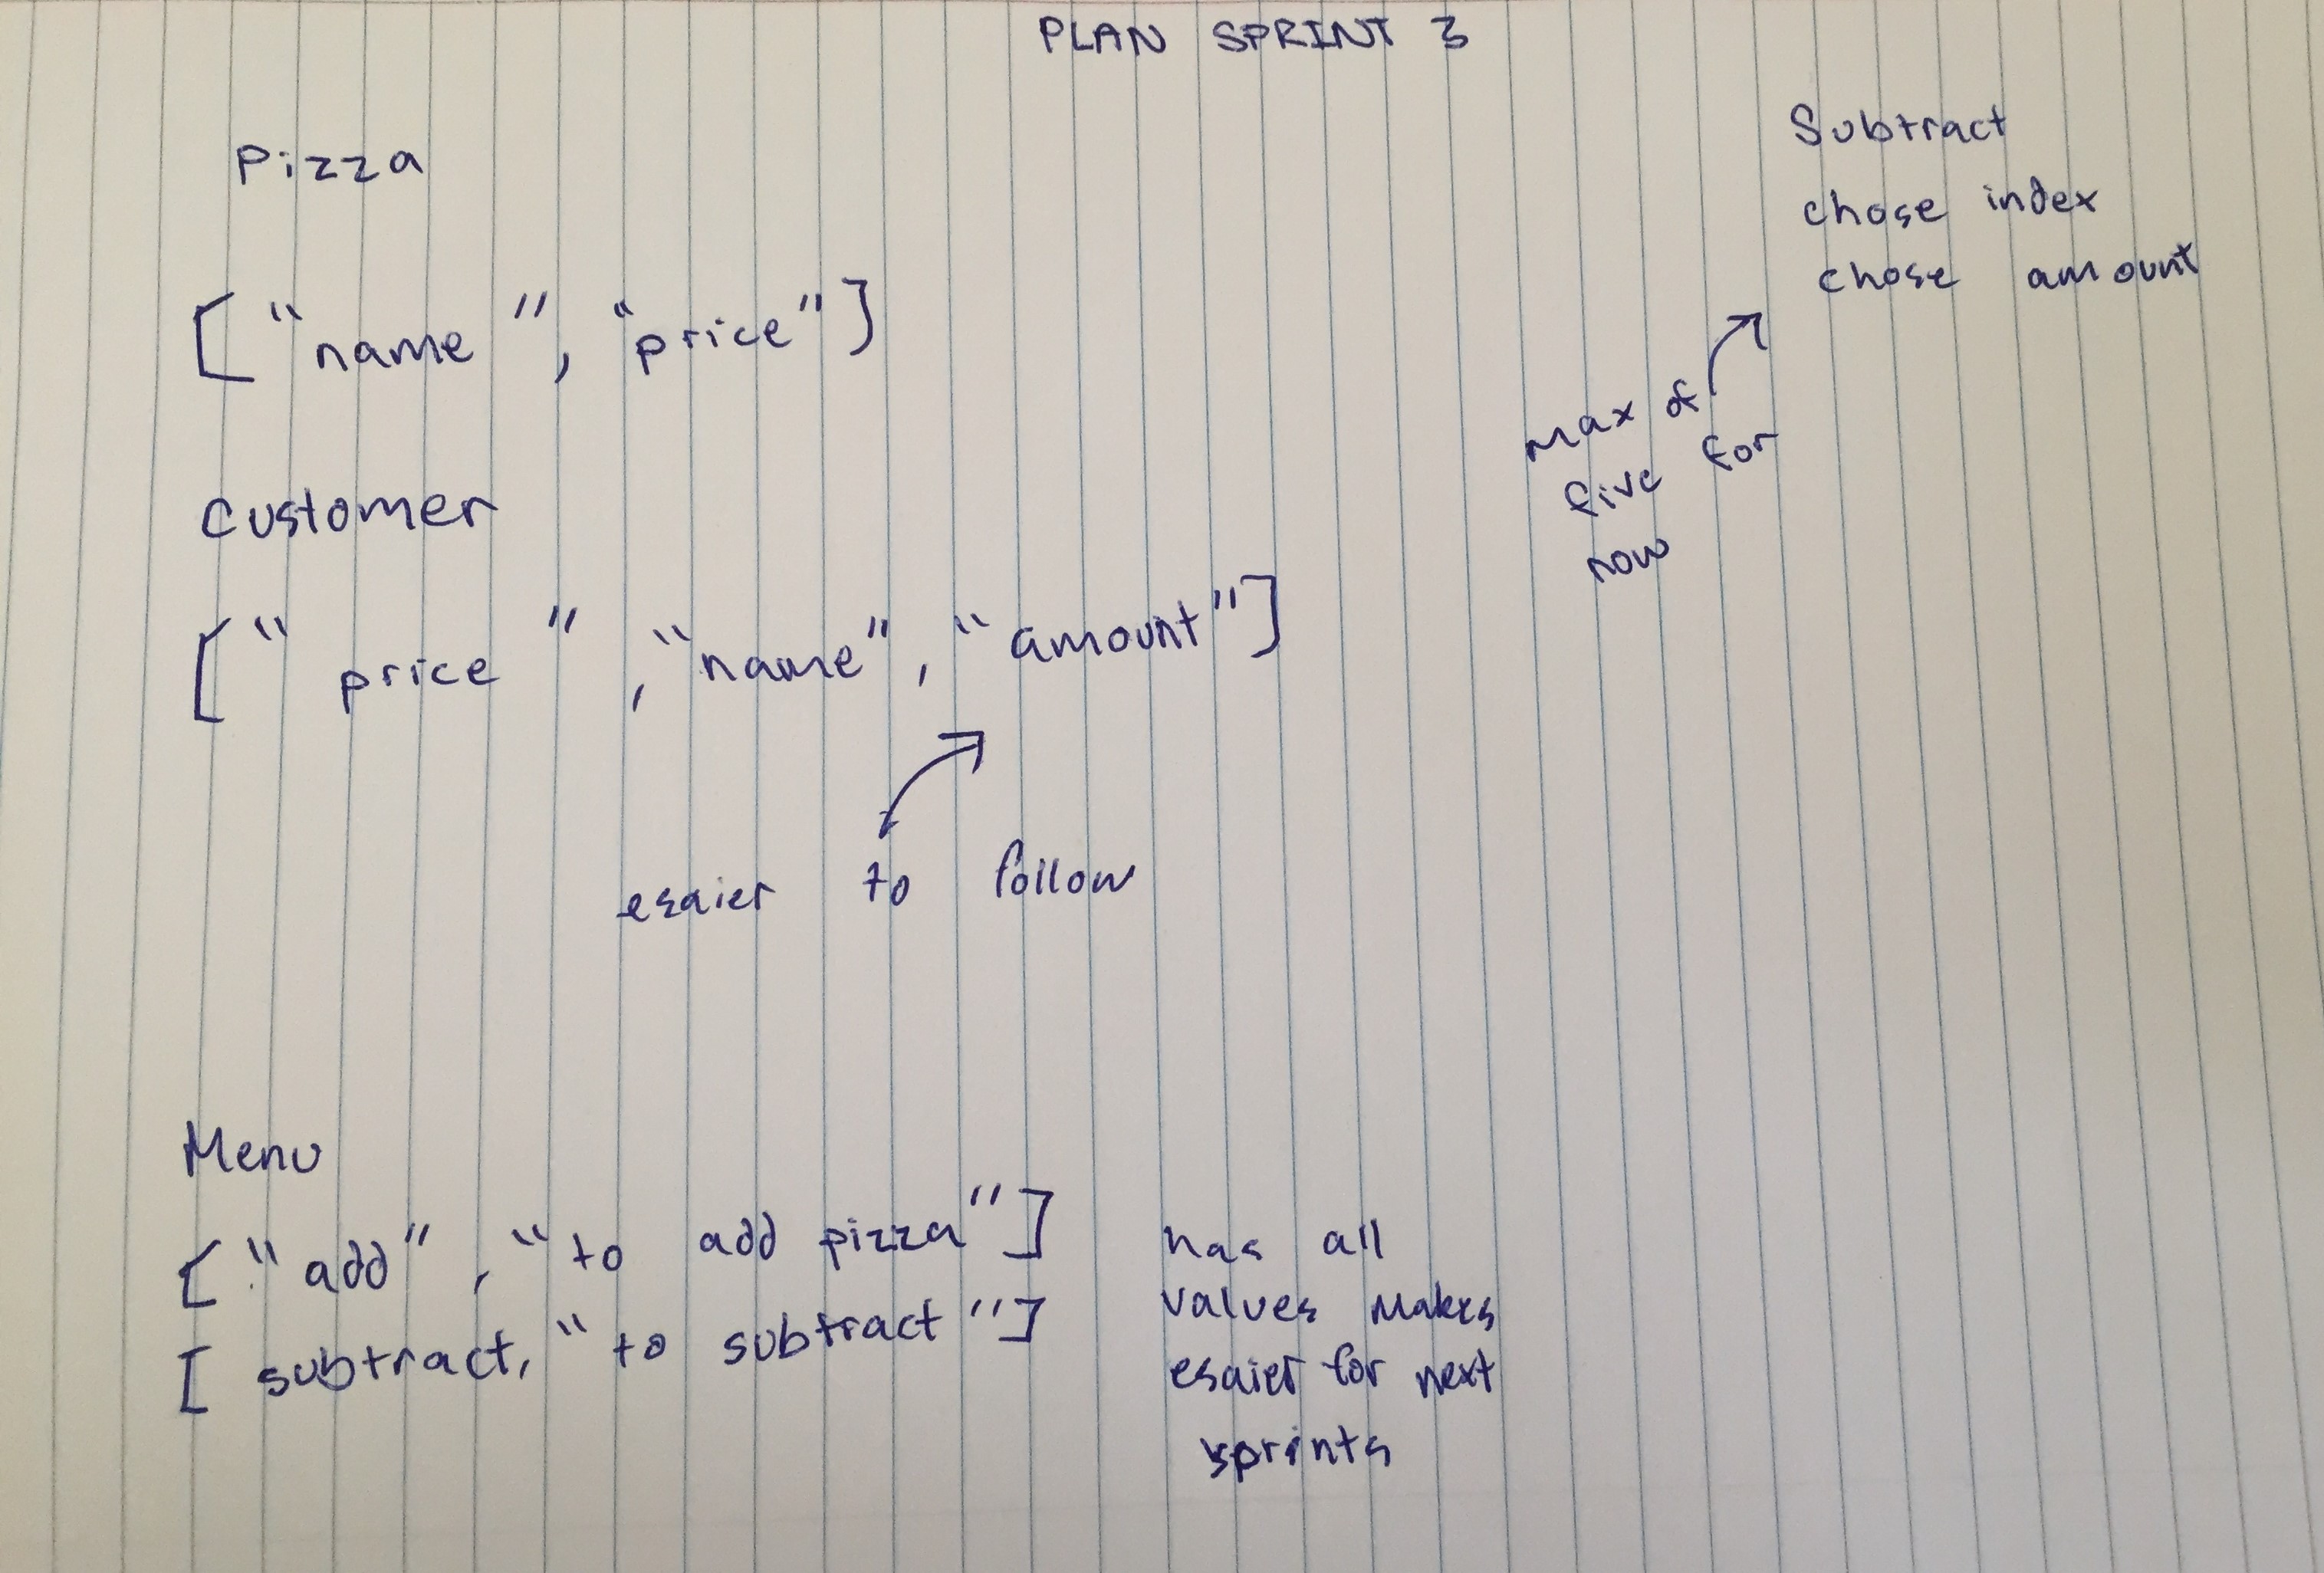 PLAN SPRINT 3
Pizza
["name", "price"]
Customer
["price", "name", "amount"]
esaier to follow
Subtract
chose index
chose amount
Max of
five for
now
Menu
["add", "to add pizza"]
[subtract, "to subtract"]
has all
values makes
esaier for next
sprints